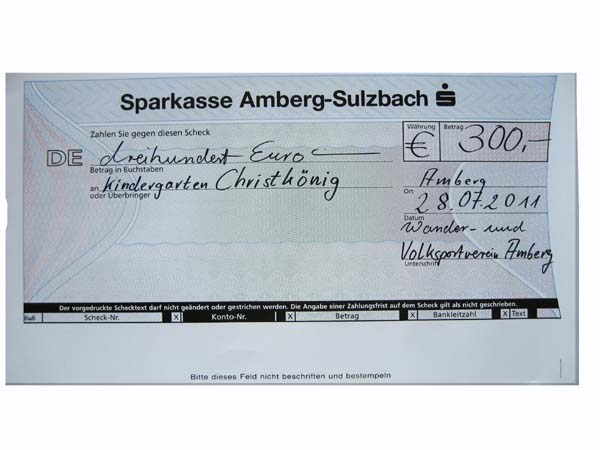 Sparkasse Amberg-Sulzbach
Zahlen Sie gegen diesen Scheck
Währung Betrag
€ 300,-
DE dreihundert Euro
Betrag in Buchstaben
an Kindergarten Christkönig
oder Überbringer
Amberg
Ort
28.07.2011
Datum
Wander- und
Volksportverein Amberg
Unterschrift
Der vorgedruckte Schecktext darf nicht geändert oder gestrichen werden. Die Angabe einer Zahlungsfrist auf dem Scheck gilt als nicht geschrieben.
Scheck-Nr. X Konto-Nr. X Betrag X Bankleitzahl X Text
Bitte dieses Feld nicht beschriften und bestempeln